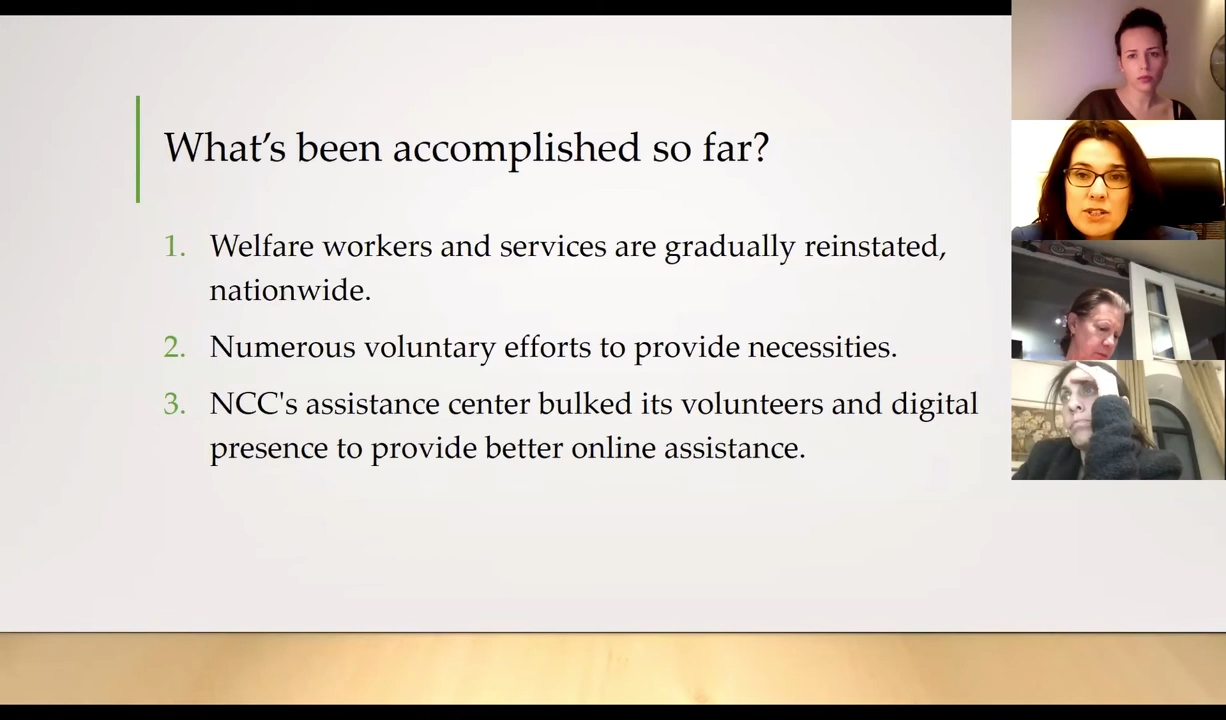 What's been accomplished so far?
1. Welfare workers and services are gradually reinstated,
nationwide.
2. Numerous voluntary efforts to provide necessities.
3. NCC's assistance center bulked its volunteers and digital
presence to provide better online assistance.